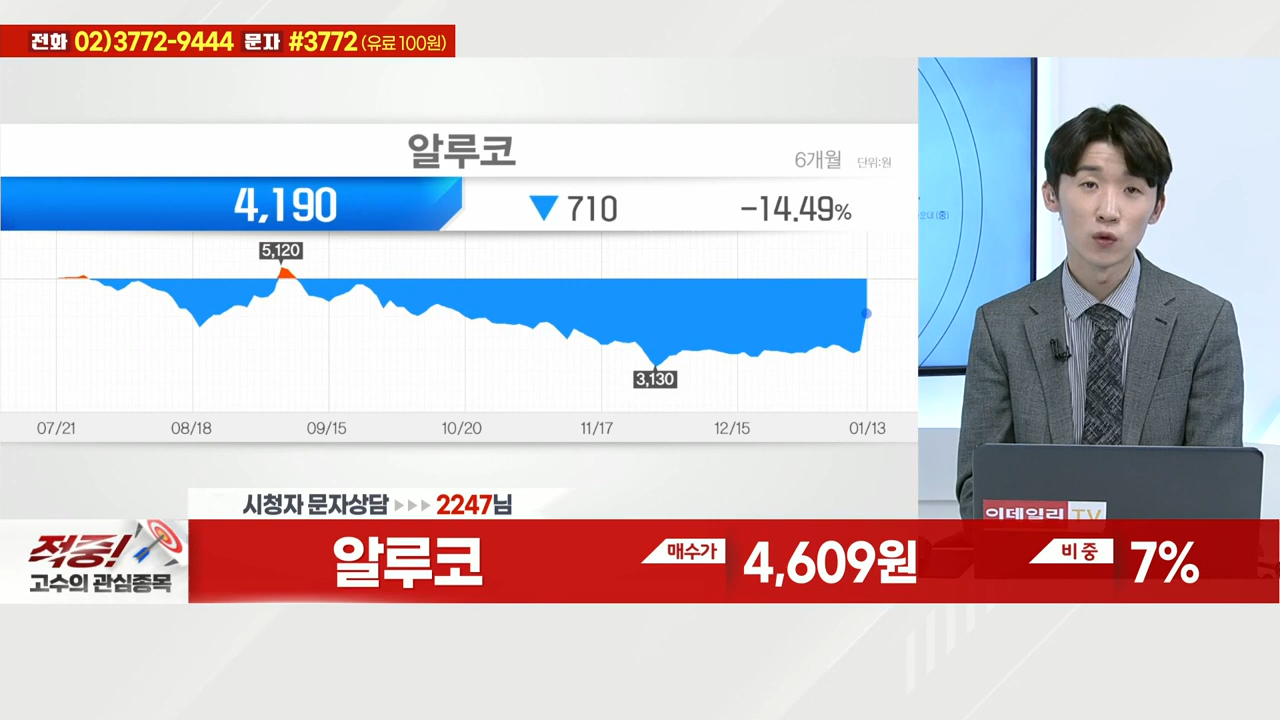 전화 02)3772-9444 문자 #3772 (유료 100원)
알루코
6개월 단위:원
4,190 ▼ 710 -14.49%
5,120
3,130
07/21 08/18 09/15 10/20 11/17 12/15 01/13
시청자 문자상담 ▷▷▷ 2247님
적중!
고수의 관심종목
알루코 매수가 4,609원 비중 7%
이데일리 TV